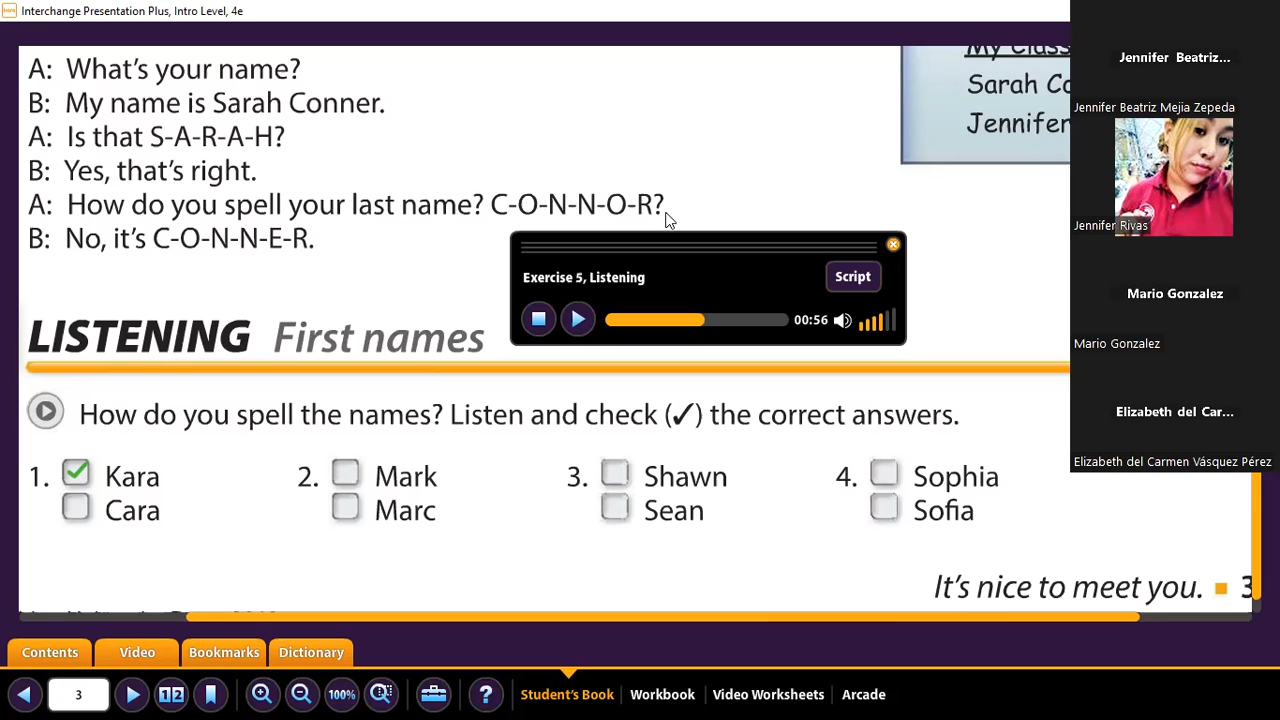 Interchange Presentation Plus, Intro Level, 4e
A: What's your name?
B: My name is Sarah Conner.
A: Is that S-A-R-A-H?
B: Yes, that's right.
A: How do you spell your last name? C-O-N-N-O-R?
B: No, it's C-O-N-N-E-R.
My Class
Sarah Co
Jennifer
Exercise 5, Listening
Script
00:56
LISTENING First names
How do you spell the names? Listen and check (✓) the correct answers.
1. Kara
Cara
2. Mark
Marc
3. Shawn
Sean
4. Sophia
Sofia
It's nice to meet you. ■ 3
Jennifer Beatriz...
Jennifer Beatriz Mejia Zepeda
Jennifer Rivas
Mario Gonzalez
Mario Gonzalez
Elizabeth del Car...
Elizabeth del Carmen Vásquez Pérez
Contents
Video
Bookmarks
Dictionary
3
1 2
100%
?
Student's Book
Workbook
Video Worksheets
Arcade